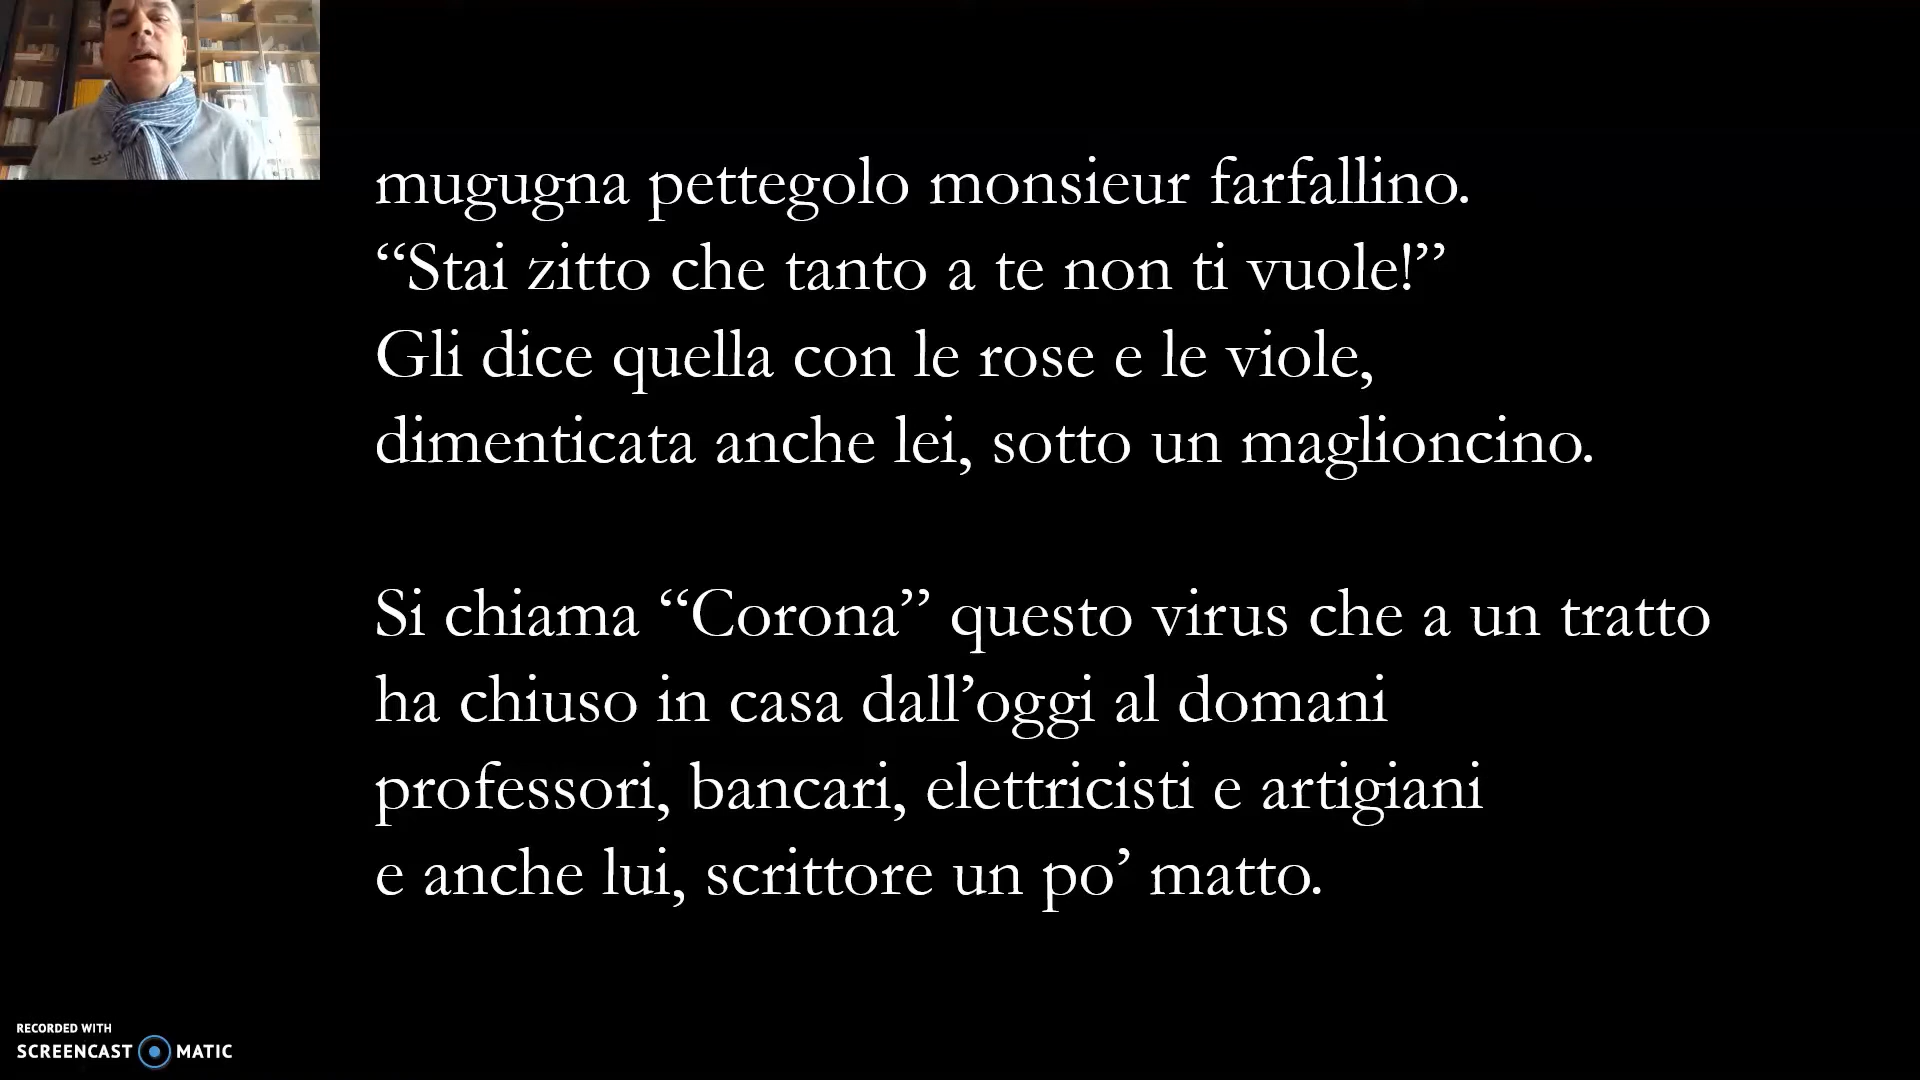 mugugna pettegolo monsieur farfallino.
“Stai zitto che tanto a te non ti vuole!”
Gli dice quella con le rose e le viole,
dimenticata anche lei, sotto un maglioncino.
Si chiama “Corona” questo virus che a un tratto
ha chiuso in casa dall’oggi al domani
professori, bancari, elettricisti e artigiani
e anche lui, scrittore un po’ matto.
RECORDED WITH
SCREENCAST MATIC